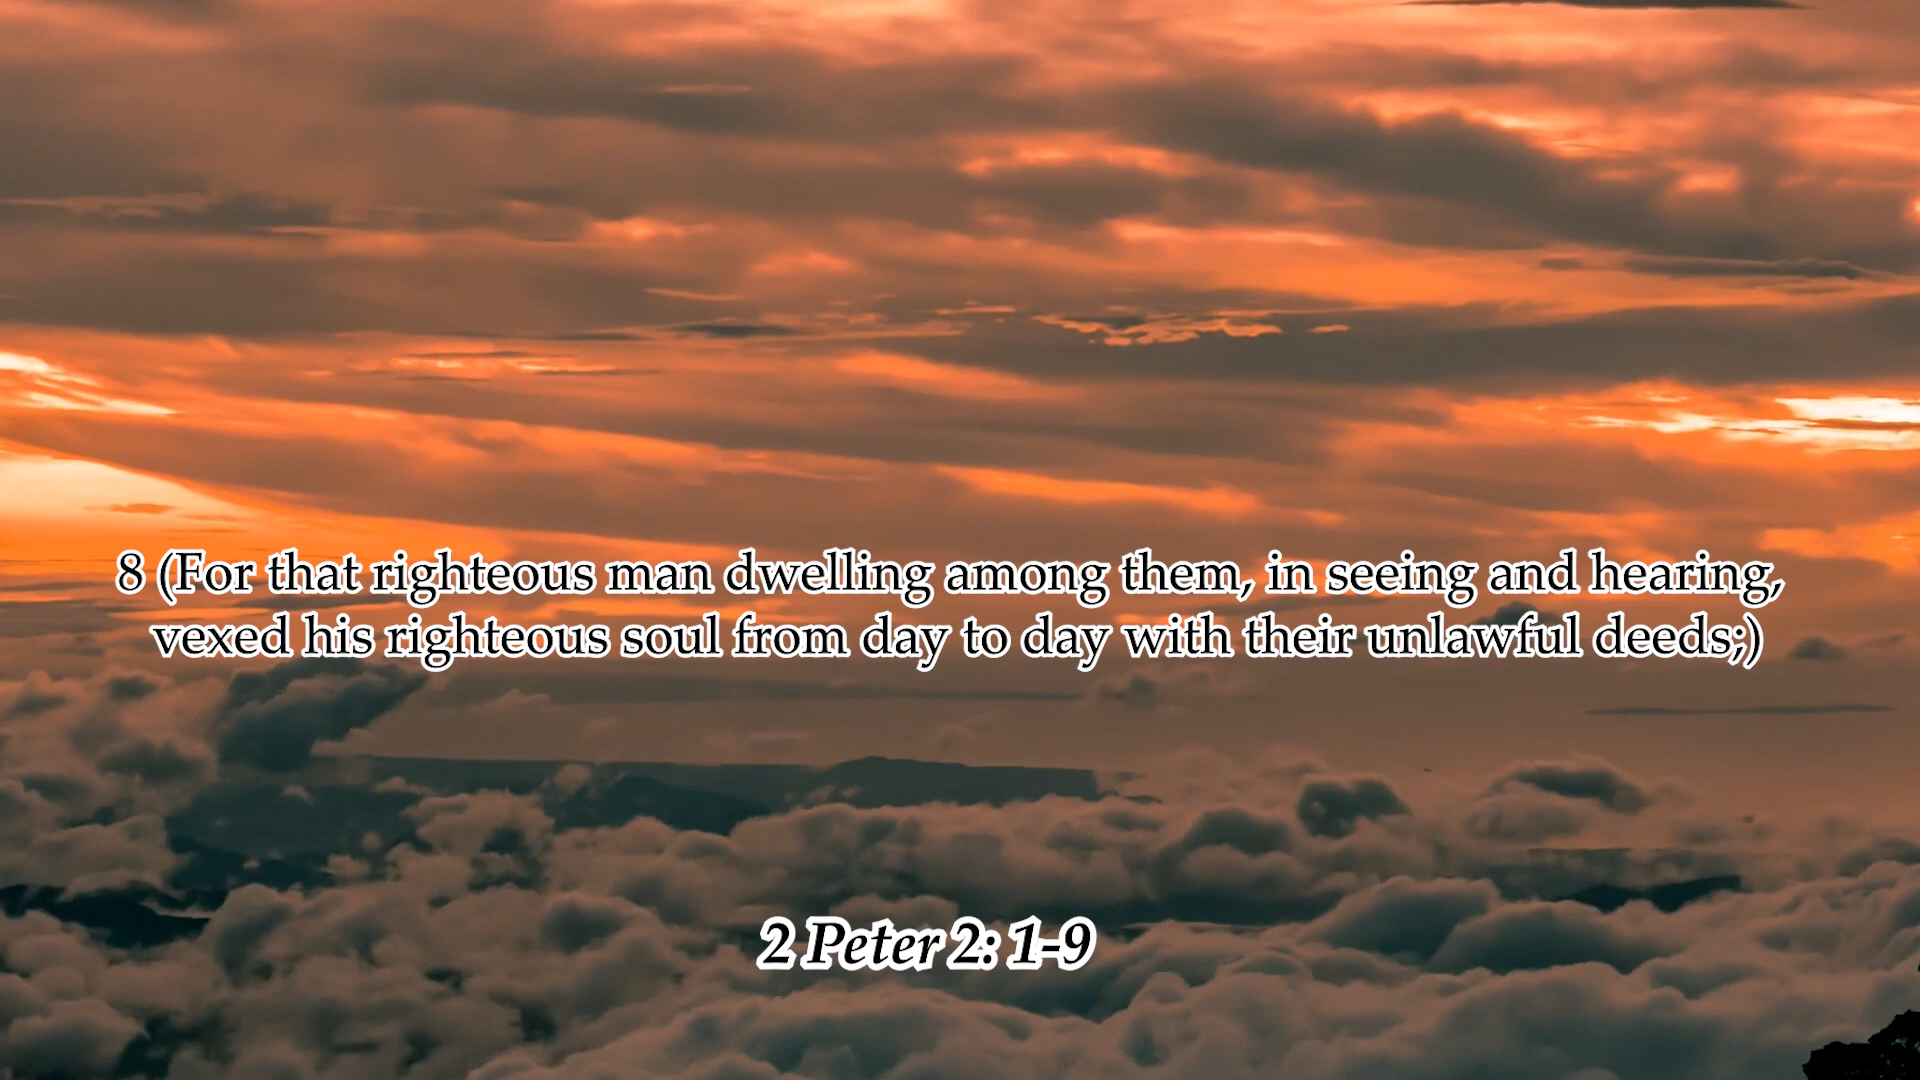 8 (For that righteous man dwelling among them, in seeing and hearing,
vexed his righteous soul from day to day with their unlawful deeds;)
2 Peter 2: 1-9